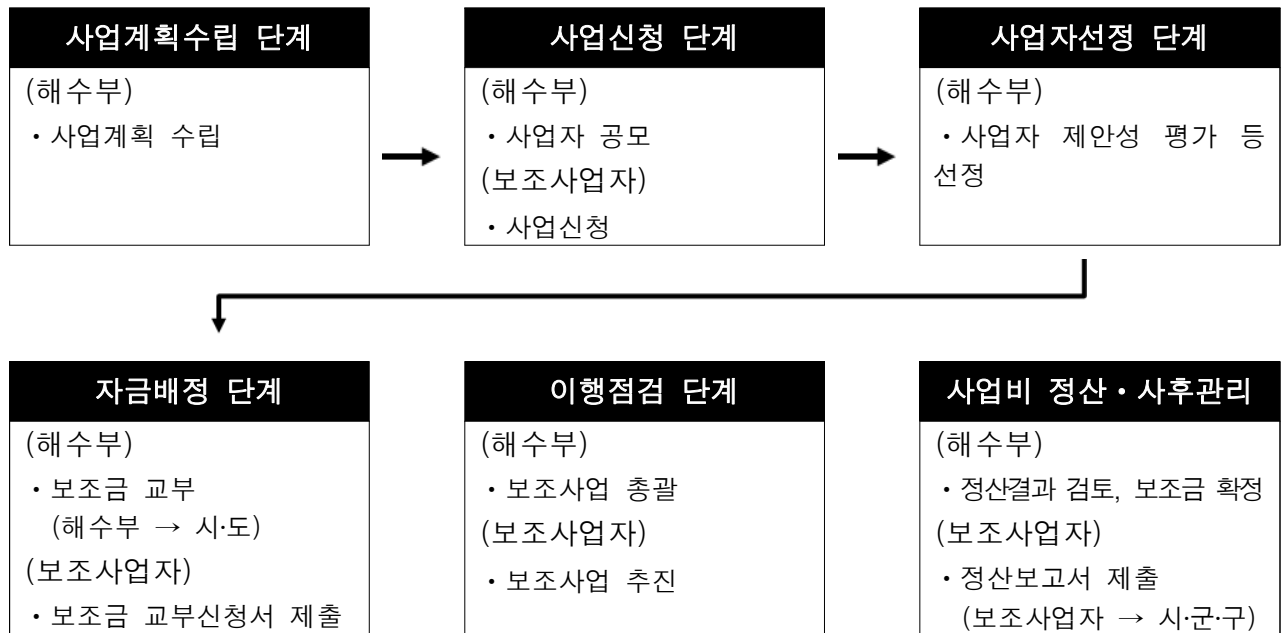 사업계획수립 단계
(해수부)
・사업계획 수립
사업신청 단계
(해수부)
・사업자 공모
(보조사업자)
・사업신청
사업자선정 단계
(해수부)
・사업자 제안성 평가 등
선정
자금배정 단계
(해수부)
・보조금 교부
(해수부 → 시·도)
(보조사업자)
・보조금 교부신청서 제출
이행점검 단계
(해수부)
・보조사업 총괄
(보조사업자)
・보조사업 추진
사업비 정산・사후관리
(해수부)
・정산결과 검토, 보조금 확정
(보조사업자)
・정산보고서 제출
(보조사업자 → 시·군·구)